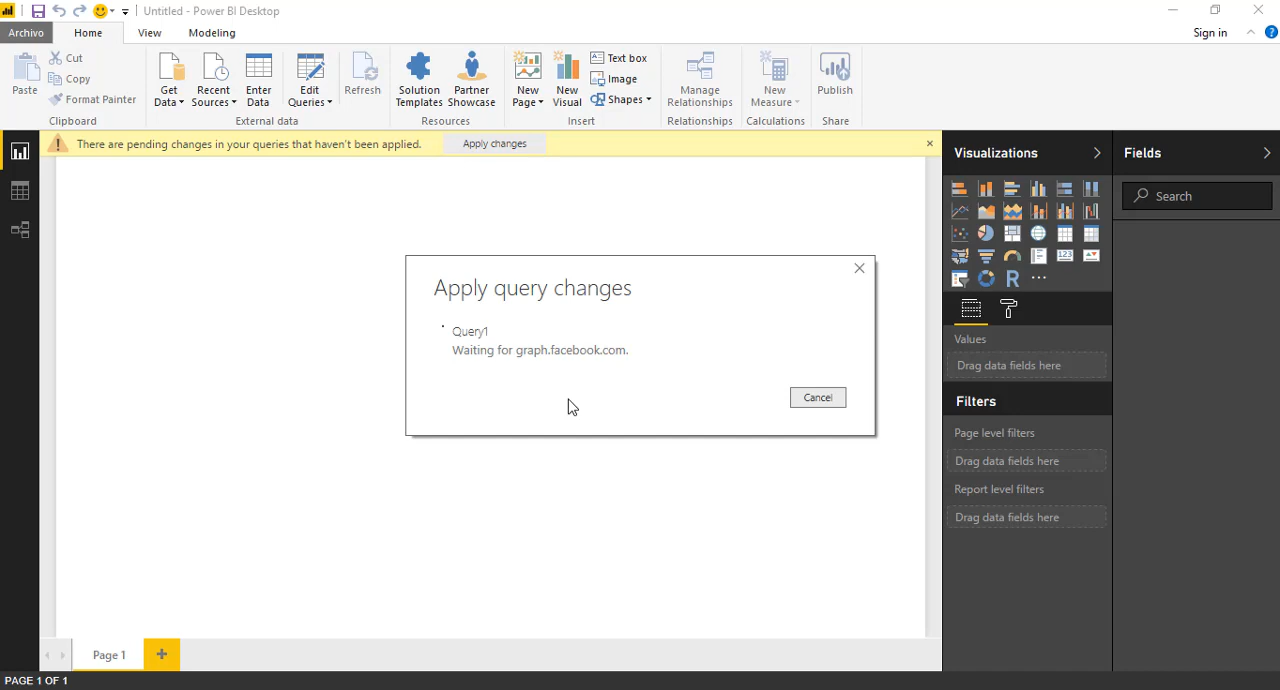 Untitled - Power BI Desktop
Archivo
Home
View
Modeling
Sign in
?
Paste
Cut
Copy
Format Painter
Clipboard
Get Data
Recent Sources
Enter Data
Edit Queries
Refresh
External data
Solution Templates
Partner Showcase
Resources
New Page
New Visual
Text box
Image
Shapes
Insert
Manage Relationships
Relationships
New Measure
Calculations
Publish
Share
There are pending changes in your queries that haven't been applied.
Apply changes
Apply query changes
Query1
Waiting for graph.facebook.com.
Cancel
Visualizations
123
R
Values
Drag data fields here
Filters
Page level filters
Drag data fields here
Report level filters
Drag data fields here
Fields
Search
Page 1
PAGE 1 OF 1